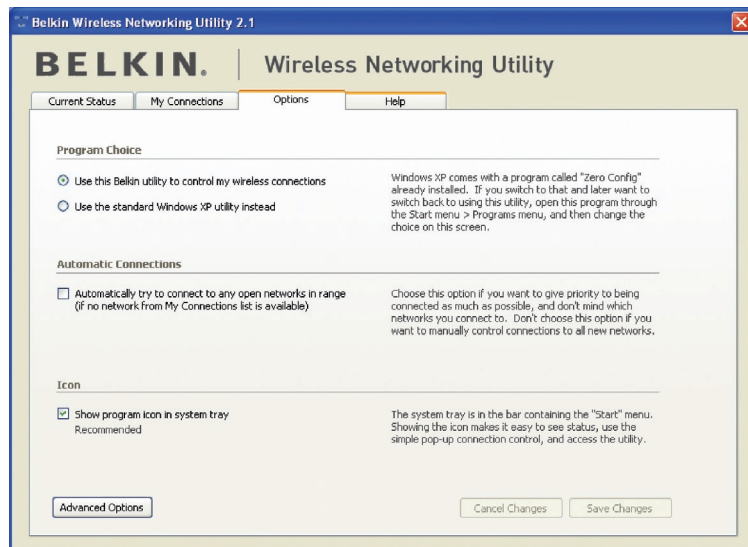 Belkin Wireless Networking Utility 2.1
BELKIN. | Wireless Networking Utility
Current Status
My Connections
Options
Help
Program Choice
Use this Belkin utility to control my wireless connections
Use the standard Windows XP utility instead
Windows XP comes with a program called "Zero Config"
already installed. If you switch to that and later want to
switch back to using this utility, open this program through
the Start menu > Programs menu, and then change the
choice on this screen.
Automatic Connections
Automatically try to connect to any open networks in range
(if no network from My Connections list is available)
Choose this option if you want to give priority to being
connected as much as possible, and don't mind which
networks you connect to. Don't choose this option if you
want to manually control connections to all new networks.
Icon
Show program icon in system tray
Recommended
The system tray is in the bar containing the "Start" menu.
Showing the icon makes it easy to see status, use the
simple pop-up connection control, and access the utility.
Advanced Options
Cancel Changes
Save Changes